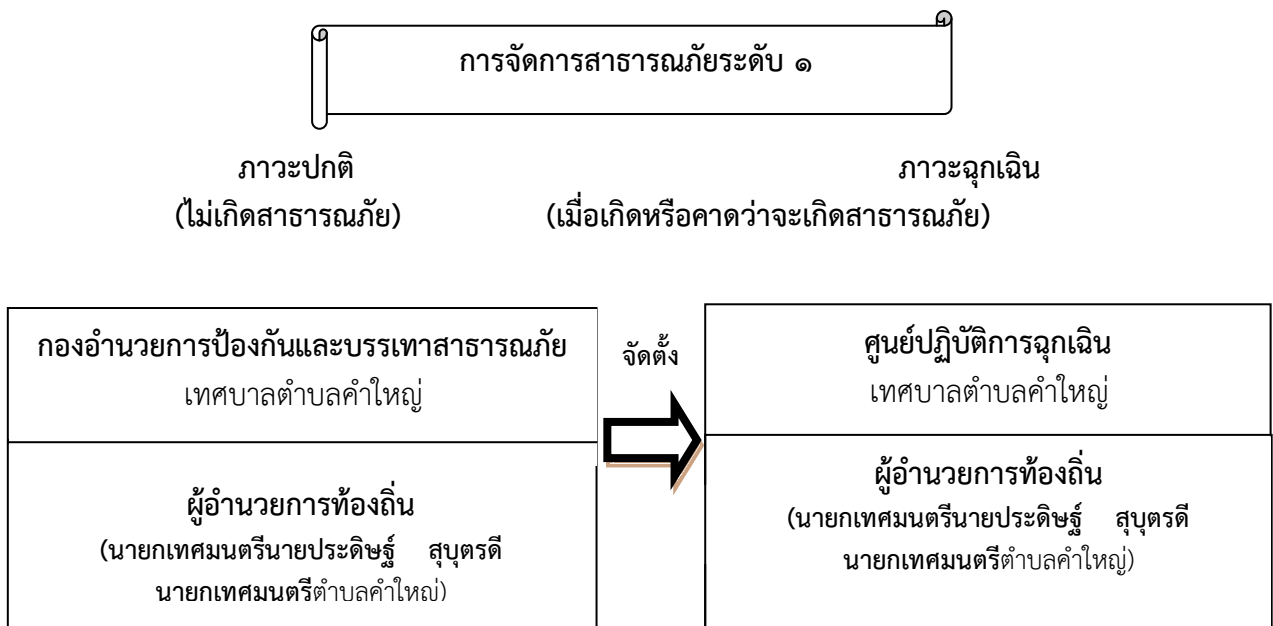 การจัดการสาธารณภัยระดับ ๑
ภาวะปกติ
(ไม่เกิดสาธารณภัย)
ภาวะฉุกเฉิน
(เมื่อเกิดหรือคาดว่าจะเกิดสาธารณภัย)
กองอำนวยการป้องกันและบรรเทาสาธารณภัย
เทศบาลตำบลคำใหญ่
ผู้อำนวยการท้องถิ่น
(นายกเทศมนตรีนายประดิษฐ์ สุบุตรดี
นายกเทศมนตรีตำบลคำใหญ่)
จัดตั้ง
ศูนย์ปฏิบัติการฉุกเฉิน
เทศบาลตำบลคำใหญ่
ผู้อำนวยการท้องถิ่น
(นายกเทศมนตรีนายประดิษฐ์ สุบุตรดี
นายกเทศมนตรีตำบลคำใหญ่)